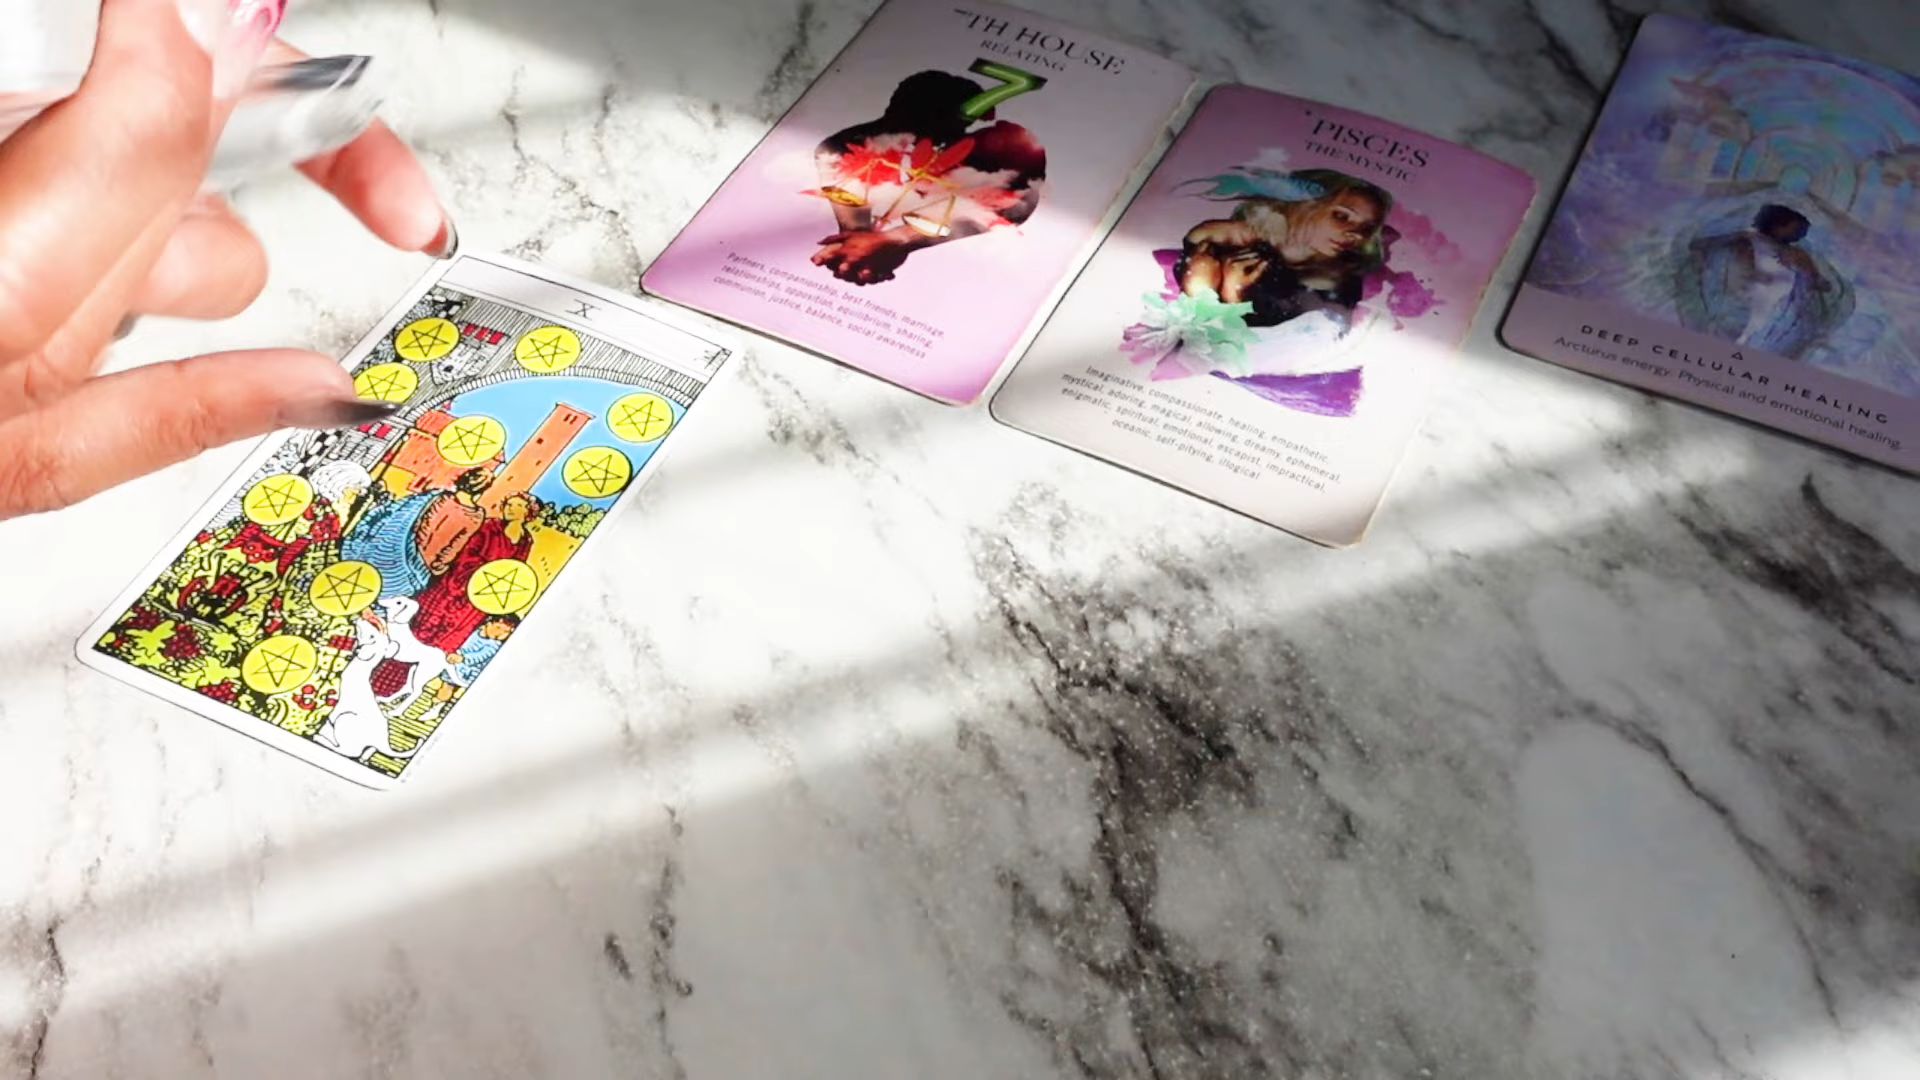 7TH HOUSE
RELATING
7
Partners, companionship, best friends, marriage,
relationships, opposition, equilibrium, sharing,
communion, justice, balance, social awareness
PISCES
THE MYSTIC
Imaginative, compassionate, healing, empathetic,
mystical, adoring, magical, allowing, dreamy, ephemeral,
enigmatic, spiritual, emotional, escapist, impractical,
oceanic, self-pitying, illogical
DEEP CELLULAR HEALING
Arcturus energy. Physical and emotional healing.
X